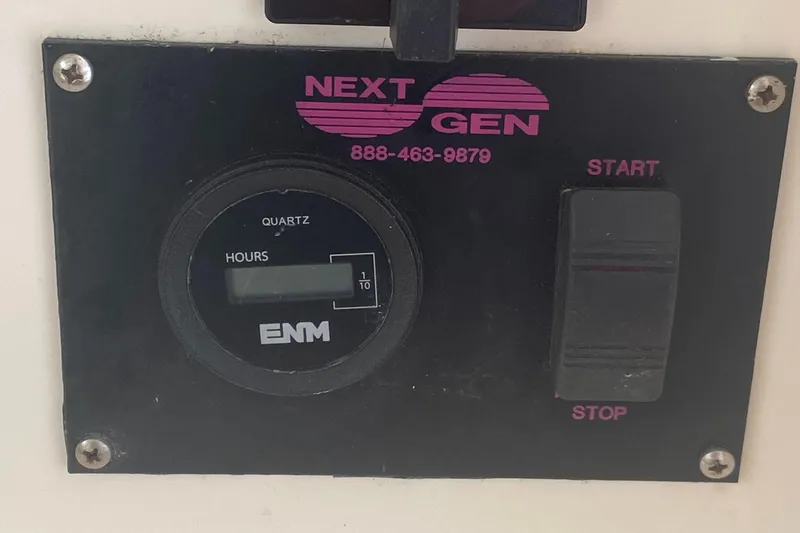 NEXT
GEN
888-463-9879
START
QUARTZ
HOURS
1/10
ENM
STOP